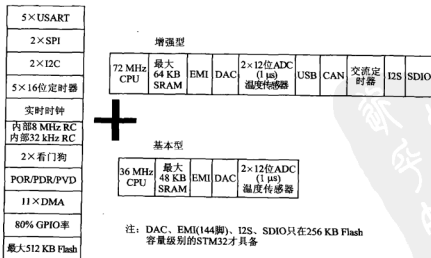 5×USART
2×SPI
2×I2C
5×16位定时器
实时时钟
内部8 MHz RC
内部32 kHz RC
2×看门狗
POR/PDR/PVD
11×DMA
80% GPIO率
最大512 KB Flash
增强型
72 MHz
CPU
最大
64 KB
SRAM
EMI
DAC
2×12位ADC
(1 μs)
温度传感器
USB
CAN
交流定
时器
I2S
SDIO
基本型
36 MHz
CPU
最大
48 KB
SRAM
EMI
DAC
2×12位ADC
(1 μs)
温度传感器
注：DAC、EMI(144脚)、I2S、SDIO只在256 KB Flash
容量级别的STM32才具备